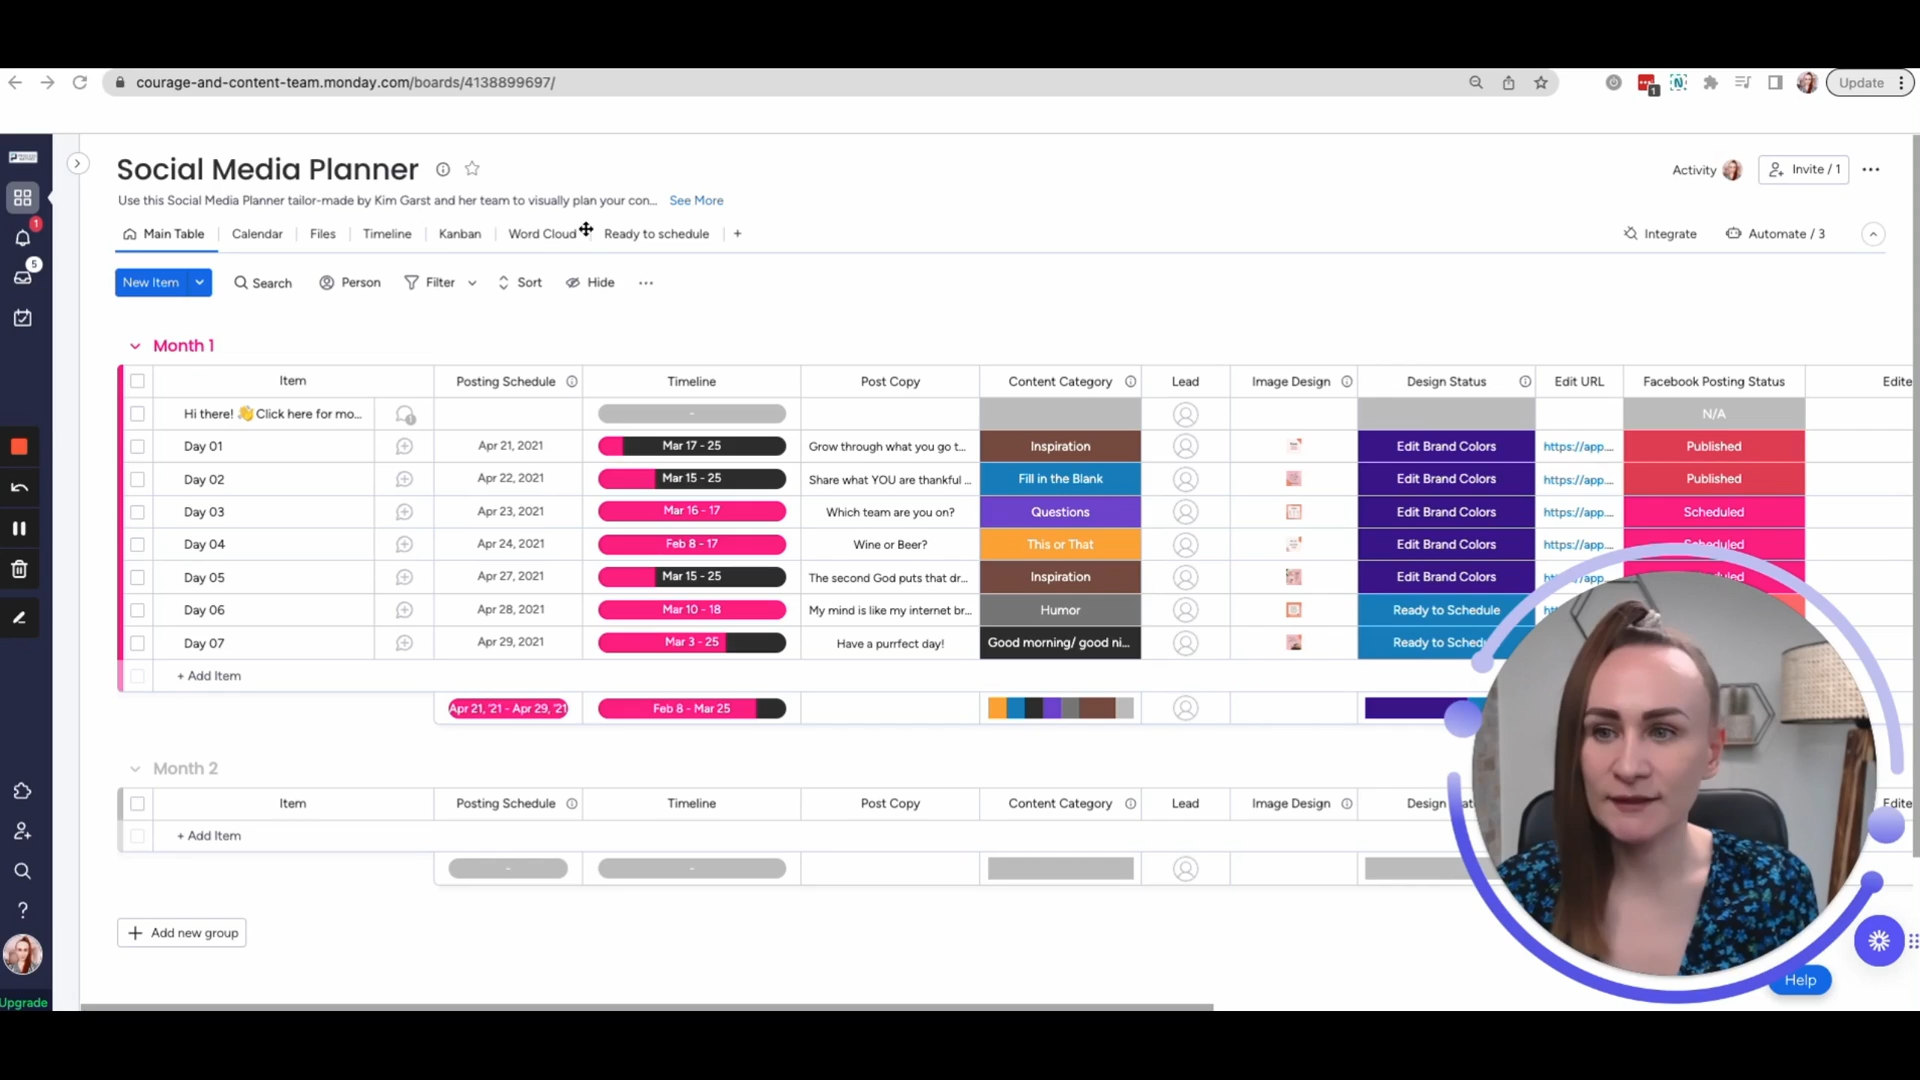 courage-and-content-team.monday.com/boards/4138899697/
1
Update
Social Media Planner
Activity
Invite / 1
Use this Social Media Planner tailor-made by Kim Garst and her team to visually plan your con... See More
Main Table Calendar Files Timeline Kanban Word Cloud Ready to schedule +
Integrate Automate / 3
1
5
New Item Search Person Filter Sort Hide ...
Month 1
Item Posting Schedule Timeline Post Copy Content Category Lead Image Design Design Status Edit URL Facebook Posting Status Edite
Hi there! 👋 Click here for mo... 1 - N/A
Day 01 Apr 21, 2021 Mar 17 - 25 Grow through what you go t... Inspiration Edit Brand Colors https://app.... Published
Day 02 Apr 22, 2021 Mar 15 - 25 Share what YOU are thankful ... Fill in the Blank Edit Brand Colors https://app.... Published
Day 03 Apr 23, 2021 Mar 16 - 17 Which team are you on? Questions Edit Brand Colors https://app.... Scheduled
Day 04 Apr 24, 2021 Feb 8 - 17 Wine or Beer? This or That Edit Brand Colors https://app.... Scheduled
Day 05 Apr 27, 2021 Mar 15 - 25 The second God puts that dr... Inspiration Edit Brand Colors https://app.
Day 06 Apr 28, 2021 Mar 10 - 18 My mind is like my internet br... Humor Ready to Schedule
Day 07 Apr 29, 2021 Mar 3 - 25 Have a purrfect day! Good morning/ good ni... Ready to Sched
+ Add Item
Apr 21, '21 - Apr 29, '21 Feb 8 - Mar 25
Month 2
Item Posting Schedule Timeline Post Copy Content Category Lead Image Design Design Edite
+ Add Item
- -
+ Add new group
Help
Upgrade